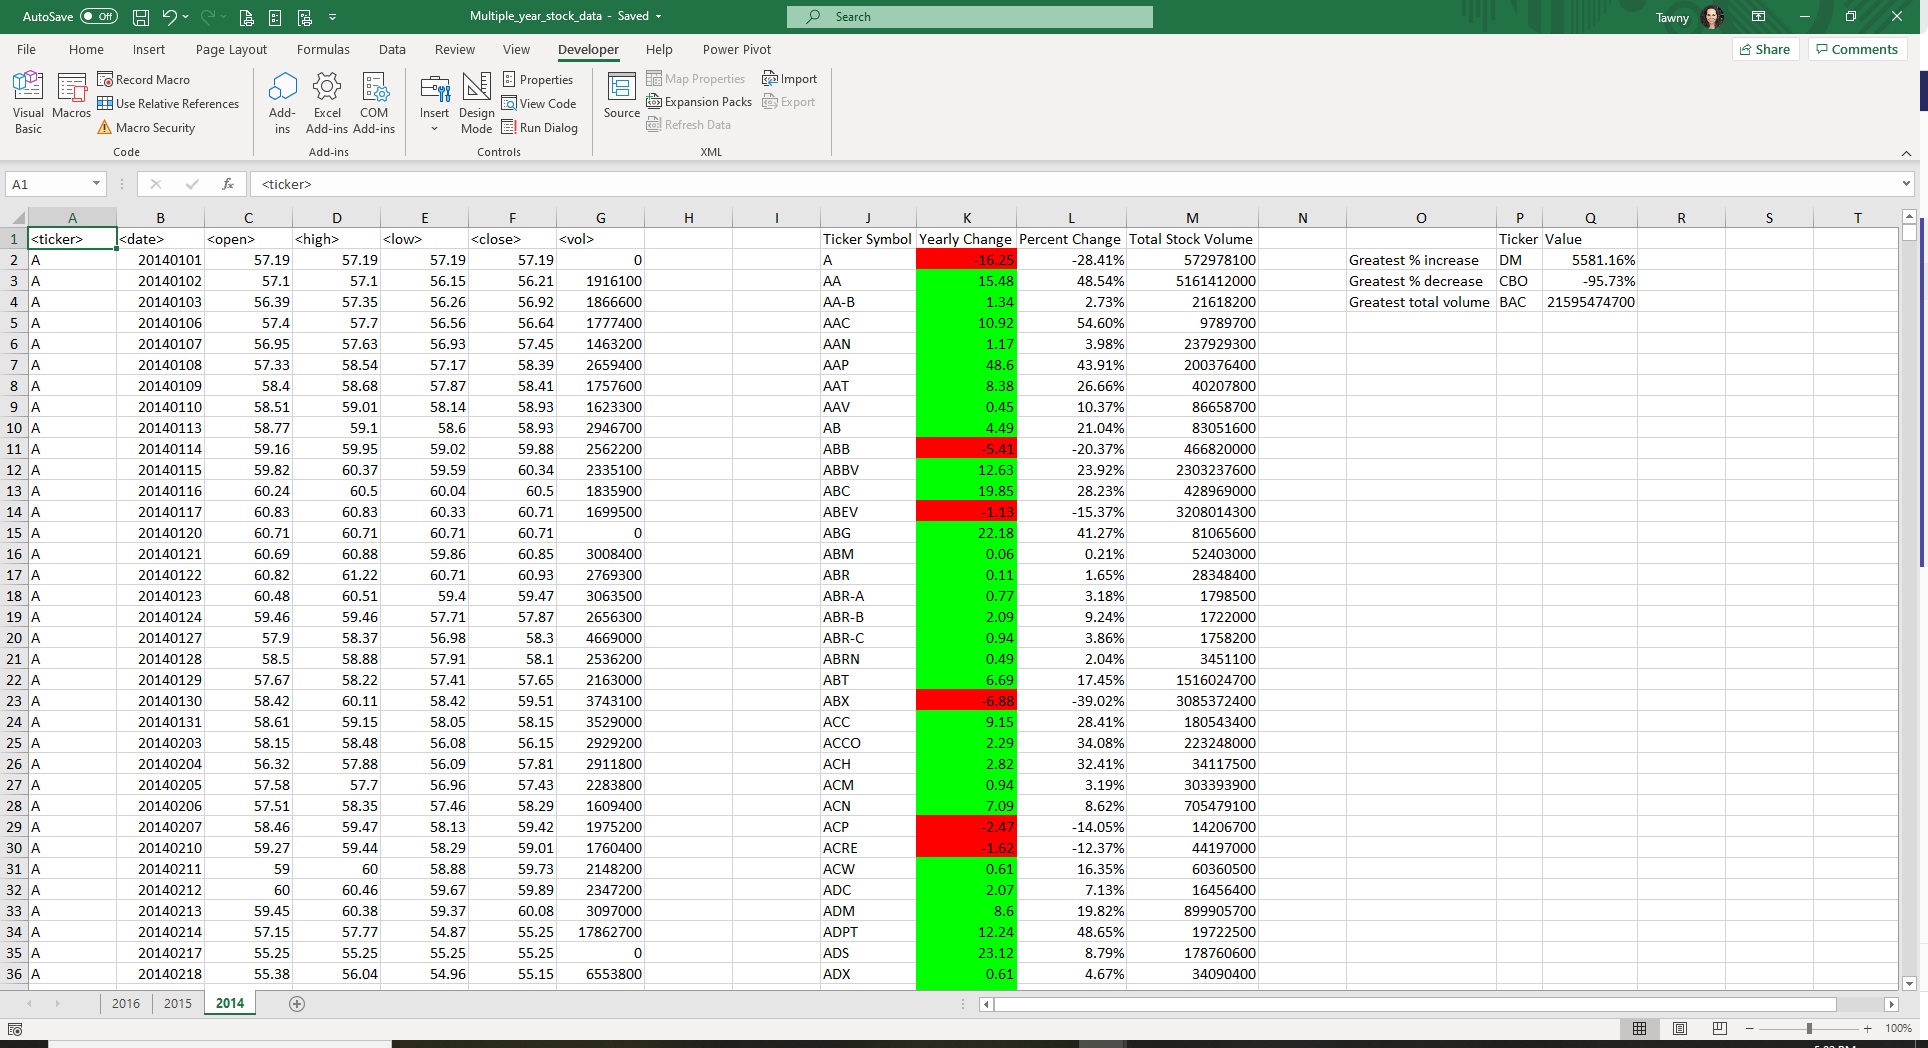 AutoSave Off Multiple_year_stock_data - Saved Search Tawny
File Home Insert Page Layout Formulas Data Review View Developer Help Power Pivot Share Comments
Visual Basic
Macros
Record Macro
Use Relative References
Macro Security
Code
Add-ins
Excel Add-ins
COM Add-ins
Add-ins
Insert
Design Mode
Properties
View Code
Run Dialog
Controls
Source
Map Properties
Expansion Packs
Refresh Data
Import
Export
XML
A1 fx <ticker>
A B C D E F G H I J K L M N O P Q R S T
1 <ticker> <date> <open> <high> <low> <close> <vol> Ticker Symbol Yearly Change Percent Change Total Stock Volume Ticker Value
2 A 20140101 57.19 57.19 57.19 57.19 0 A -16.25 -28.41% 572978100 Greatest % increase DM 5581.16%
3 A 20140102 57.1 57.1 56.15 56.21 1916100 AA 15.48 48.54% 5161412000 Greatest % decrease CBO -95.73%
4 A 20140103 56.39 57.35 56.26 56.92 1866600 AA-B 1.34 2.73% 21618200 Greatest total volume BAC 21595474700
5 A 20140106 57.4 57.7 56.56 56.64 1777400 AAC 10.92 54.60% 9789700
6 A 20140107 56.95 57.63 56.93 57.45 1463200 AAN 1.17 3.98% 237929300
7 A 20140108 57.33 58.54 57.17 58.39 2659400 AAP 48.6 43.91% 200376400
8 A 20140109 58.4 58.68 57.87 58.41 1757600 AAT 8.38 26.66% 40207800
9 A 20140110 58.51 59.01 58.14 58.93 1623300 AAV 0.45 10.37% 86658700
10 A 20140113 58.77 59.1 58.6 58.93 2946700 AB 4.49 21.04% 83051600
11 A 20140114 59.16 59.95 59.02 59.88 2562200 ABB -5.41 -20.37% 466820000
12 A 20140115 59.82 60.37 59.59 60.34 2335100 ABBV 12.63 23.92% 2303237600
13 A 20140116 60.24 60.5 60.04 60.5 1835900 ABC 19.85 28.23% 428969000
14 A 20140117 60.83 60.83 60.33 60.71 1699500 ABEV -1.13 -15.37% 3208014300
15 A 20140120 60.71 60.71 60.71 60.71 0 ABG 22.18 41.27% 81065600
16 A 20140121 60.69 60.88 59.86 60.85 3008400 ABM 0.06 0.21% 52403000
17 A 20140122 60.82 61.22 60.71 60.93 2769300 ABR 0.11 1.65% 28348400
18 A 20140123 60.48 60.51 59.4 59.47 3063500 ABR-A 0.77 3.18% 1798500
19 A 20140124 59.46 59.46 57.71 57.87 2656300 ABR-B 2.09 9.24% 1722000
20 A 20140127 57.9 58.37 56.98 58.3 4669000 ABR-C 0.94 3.86% 1758200
21 A 20140128 58.5 58.88 57.91 58.1 2536200 ABRN 0.49 2.04% 3451100
22 A 20140129 57.67 58.22 57.41 57.65 2163000 ABT 6.69 17.45% 1516024700
23 A 20140130 58.42 60.11 58.42 59.51 3743100 ABX -6.88 -39.02% 3085372400
24 A 20140131 58.61 59.15 58.05 58.15 3529000 ACC 9.15 28.41% 180543400
25 A 20140203 58.15 58.48 56.08 56.15 2929200 ACCO 2.29 34.08% 223248000
26 A 20140204 56.32 57.88 56.09 57.81 2911800 ACH 2.82 32.41% 34117500
27 A 20140205 57.58 57.7 56.96 57.43 2283800 ACM 0.94 3.19% 303393900
28 A 20140206 57.51 58.35 57.46 58.29 1609400 ACN 7.09 8.62% 705479100
29 A 20140207 58.46 59.47 58.13 59.42 1975200 ACP -2.47 -14.05% 14206700
30 A 20140210 59.27 59.44 58.29 59.01 1760400 ACRE -1.62 -12.37% 44197000
31 A 20140211 59 60 58.88 59.73 2148200 ACW 0.61 16.35% 60360500
32 A 20140212 60 60.46 59.67 59.89 2347200 ADC 2.07 7.13% 16456400
33 A 20140213 59.45 60.38 59.37 60.08 3097000 ADM 8.6 19.82% 899905700
34 A 20140214 57.15 57.77 54.87 55.25 17862700 ADPT 12.24 48.65% 19722500
35 A 20140217 55.25 55.25 55.25 55.25 0 ADS 23.12 8.79% 178760600
36 A 20140218 55.38 56.04 54.96 55.15 6553800 ADX 0.61 4.67% 34090400
2016 2015 2014
100%